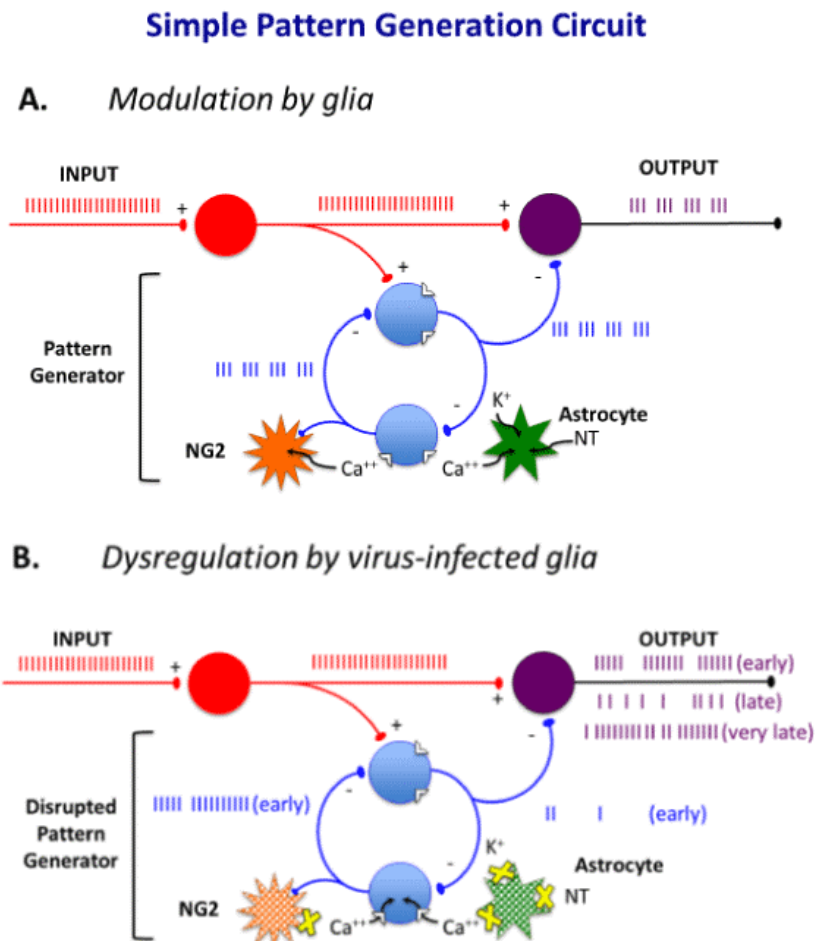 Simple Pattern Generation Circuit
A. Modulation by glia
INPUT
OUTPUT
+
+
+
-
-
-
Pattern
Generator
K⁺
Astrocyte
NT
NG2
Ca⁺⁺
Ca⁺⁺
B. Dysregulation by virus-infected glia
INPUT
OUTPUT
+
(early)
+
(late)
+
-
(very late)
Disrupted
Pattern
Generator
-
(early)
(early)
-
K⁺
Astrocyte
NT
NG2
Ca⁺⁺
Ca⁺⁺